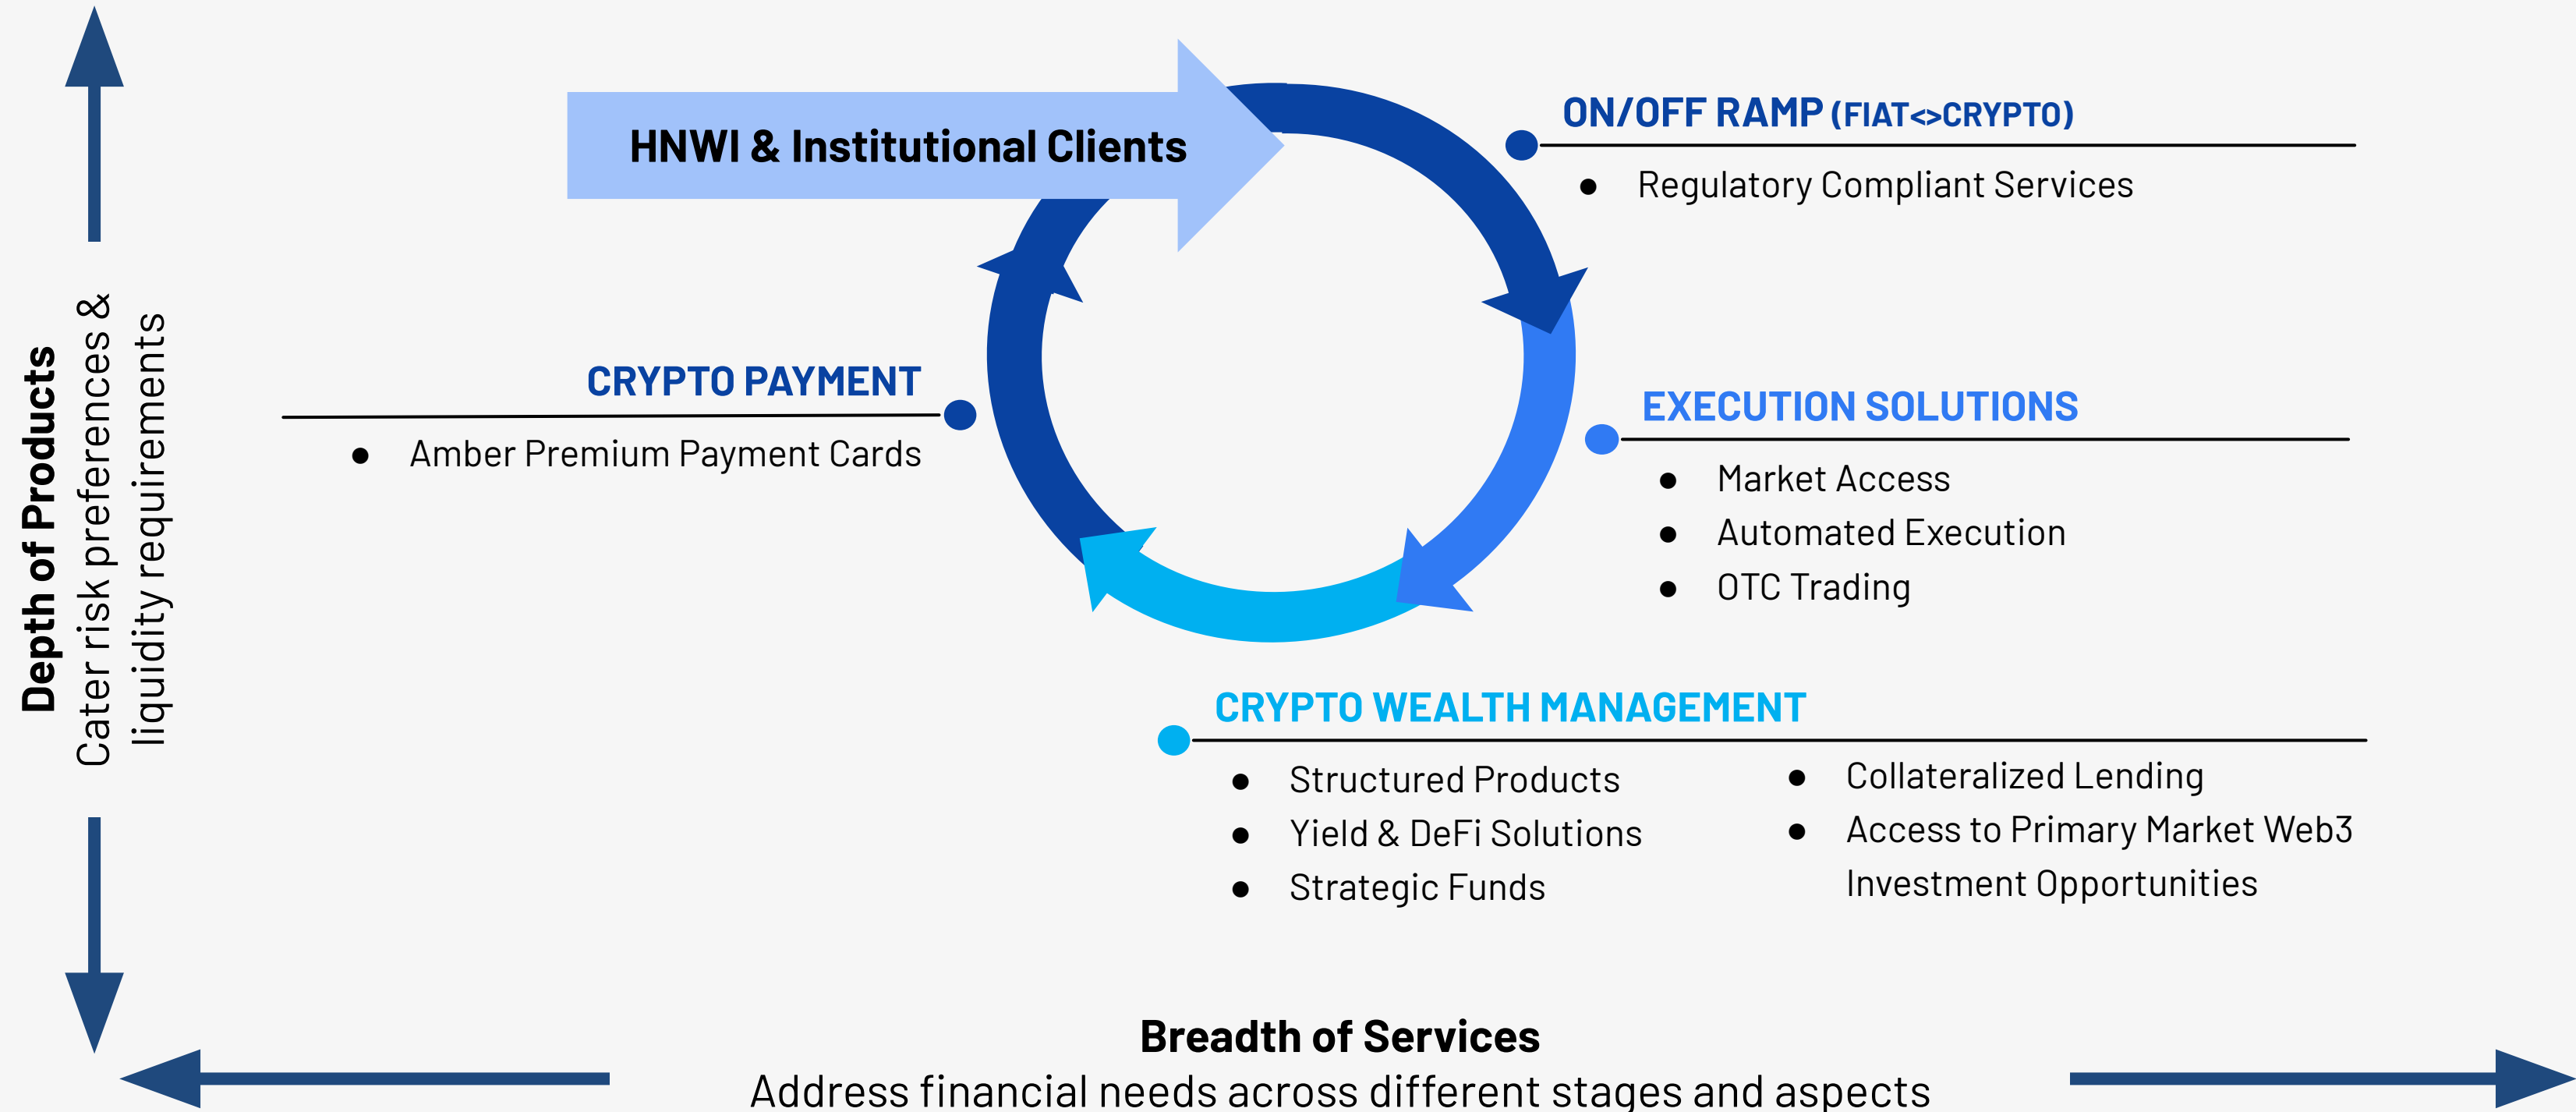 HNWI & Institutional Clients
ON/OFF RAMP (FIAT<>CRYPTO)
● Regulatory Compliant Services
CRYPTO PAYMENT
● Amber Premium Payment Cards
EXECUTION SOLUTIONS
● Market Access
● Automated Execution
● OTC Trading
CRYPTO WEALTH MANAGEMENT
● Structured Products
● Yield & DeFi Solutions
● Strategic Funds
● Collateralized Lending
● Access to Primary Market Web3
Investment Opportunities
Depth of Products
Cater risk preferences &
liquidity requirements
Breadth of Services
Address financial needs across different stages and aspects